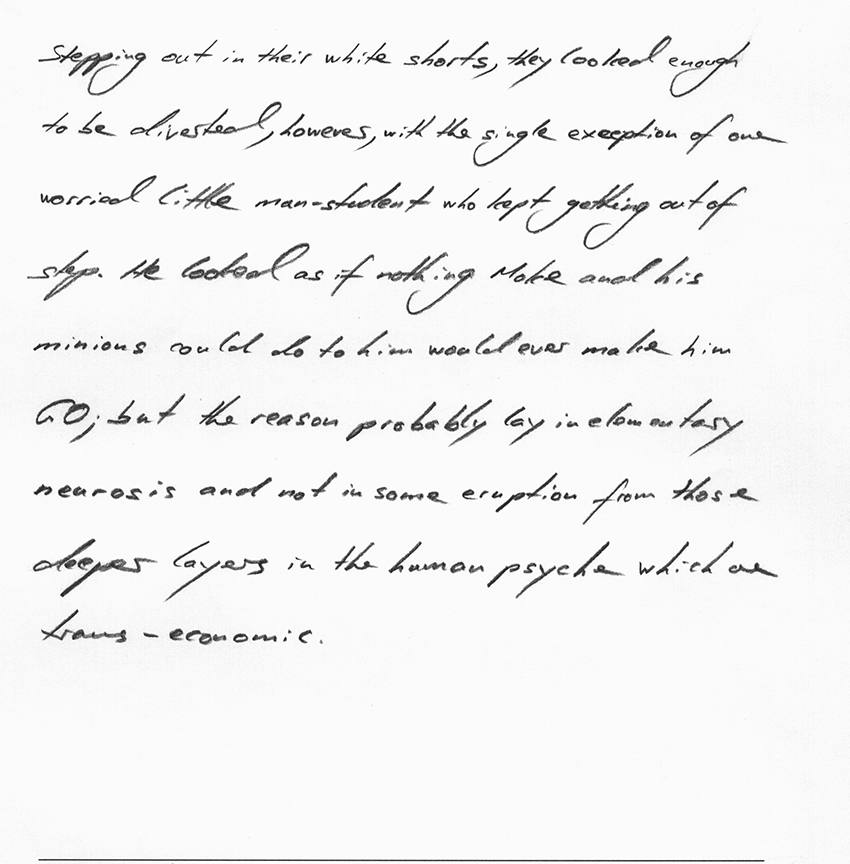 Stepping out in their white shorts, they looked enough
to be divested, however, with the single exception of one
worried little man-student who kept getting out of
step. He looked as if nothing Moke and his
minions could do to him would ever make him
GO; but the reason probably lay in elementary
neurosis and not in some eruption from those
deeper layers in the human psyche which are
trans-economic.